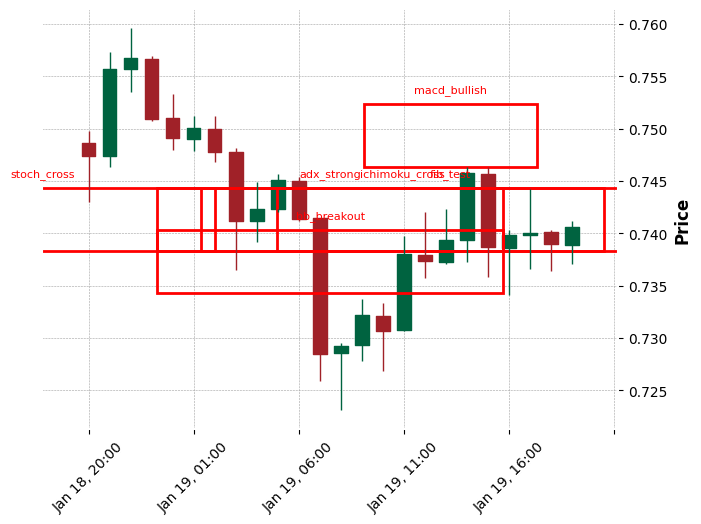 0.760
0.755
macd_bullish
0.750
stoch_cross
adx_strong
ichimoku_cross
0.745
0.740
0.735
0.730
0.725
Price
Jan 18, 20:00
Jan 19, 01:00
Jan 19, 06:00
Jan 19, 11:00
Jan 19, 16:00